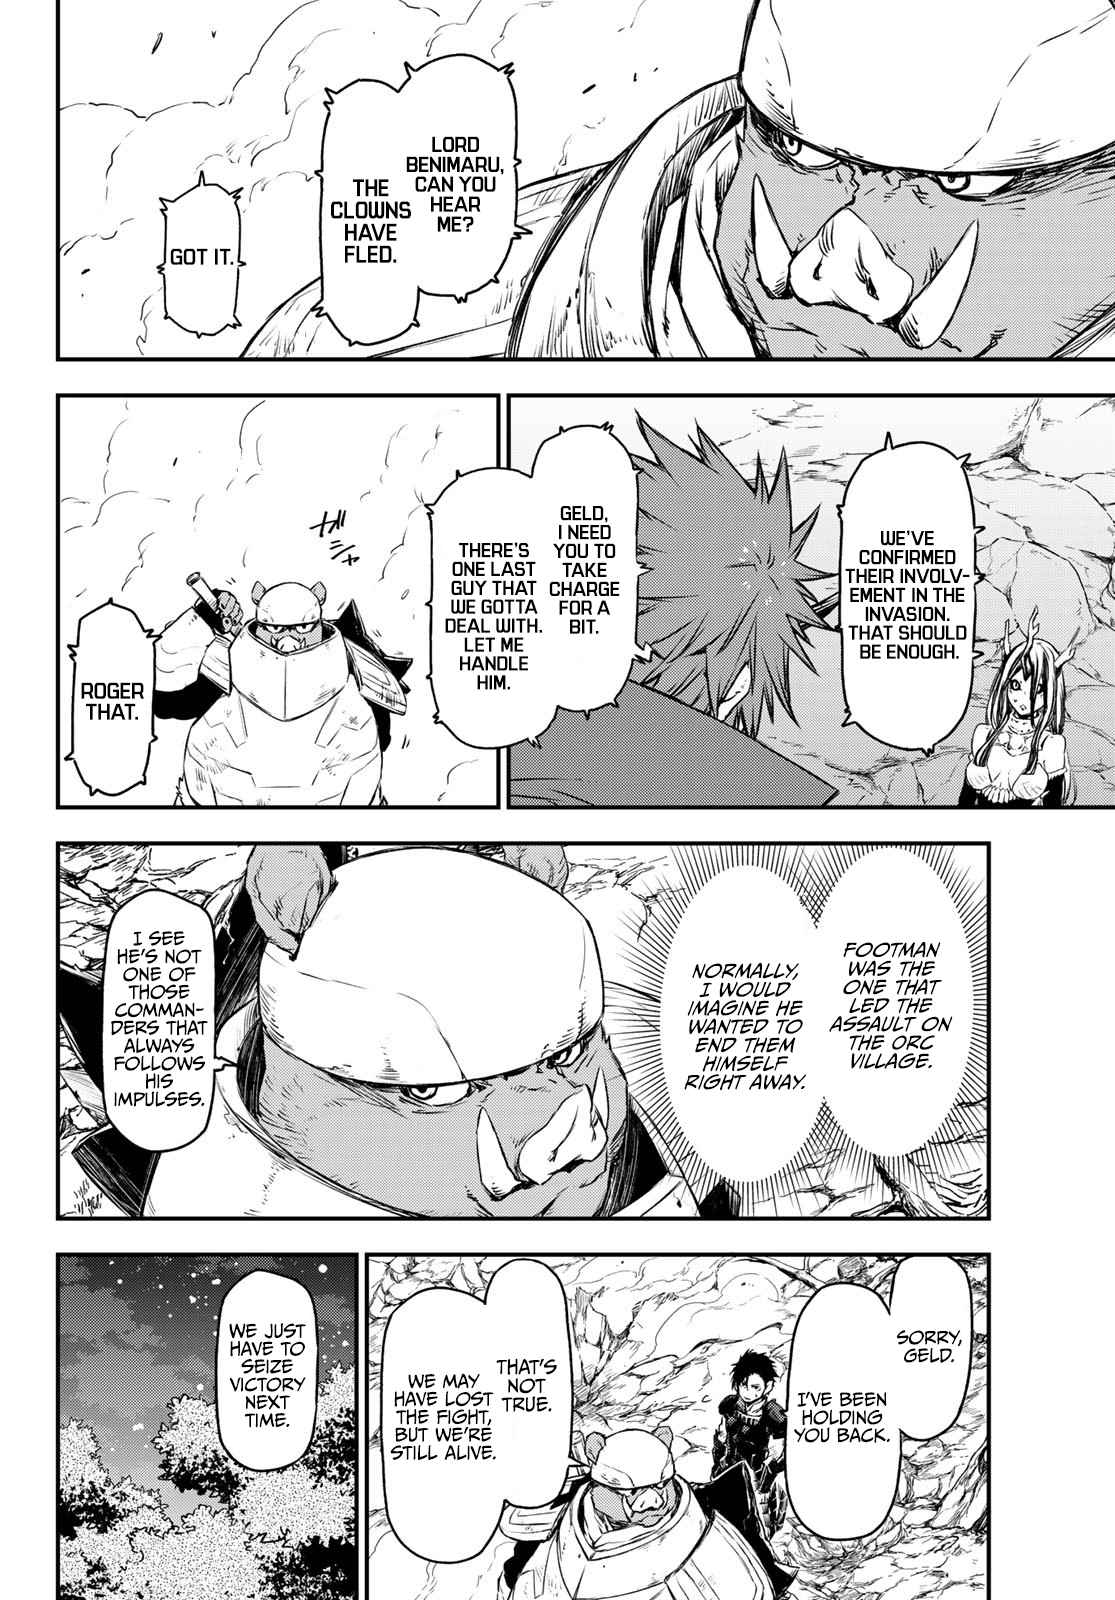 LORD
BENIMARU,
CAN YOU
HEAR
ME?
THE
CLOWNS
HAVE
FLED.
GOT IT.
WE'VE
CONFIRMED
THEIR INVOLV-
EMENT IN THE
INVASION.
THAT SHOULD
BE ENOUGH.
GELD,
I NEED
YOU TO
TAKE
CHARGE
FOR A
BIT.
THERE'S
ONE LAST
GUY THAT
WE GOTTA
DEAL WITH.
LET ME
HANDLE
HIM.
ガ
シャ
ROGER
THAT.
FOOTMAN
WAS THE
ONE THAT
LED THE
ASSAULT ON
THE ORC
VILLAGE.
NORMALLY,
I WOULD
IMAGINE HE
WANTED TO
END THEM
HIMSELF
RIGHT AWAY.
I SEE
HE'S NOT
ONE OF
THOSE
COMMAN-
DERS THAT
ALWAYS
FOLLOWS
HIS
IMPULSES.
SORRY,
GELD.
I'VE BEEN
HOLDING
YOU BACK.
THAT'S
NOT
TRUE.
WE MAY
HAVE LOST
THE FIGHT,
BUT WE'RE
STILL ALIVE.
WE JUST
HAVE TO
SEIZE
VICTORY
NEXT
TIME.